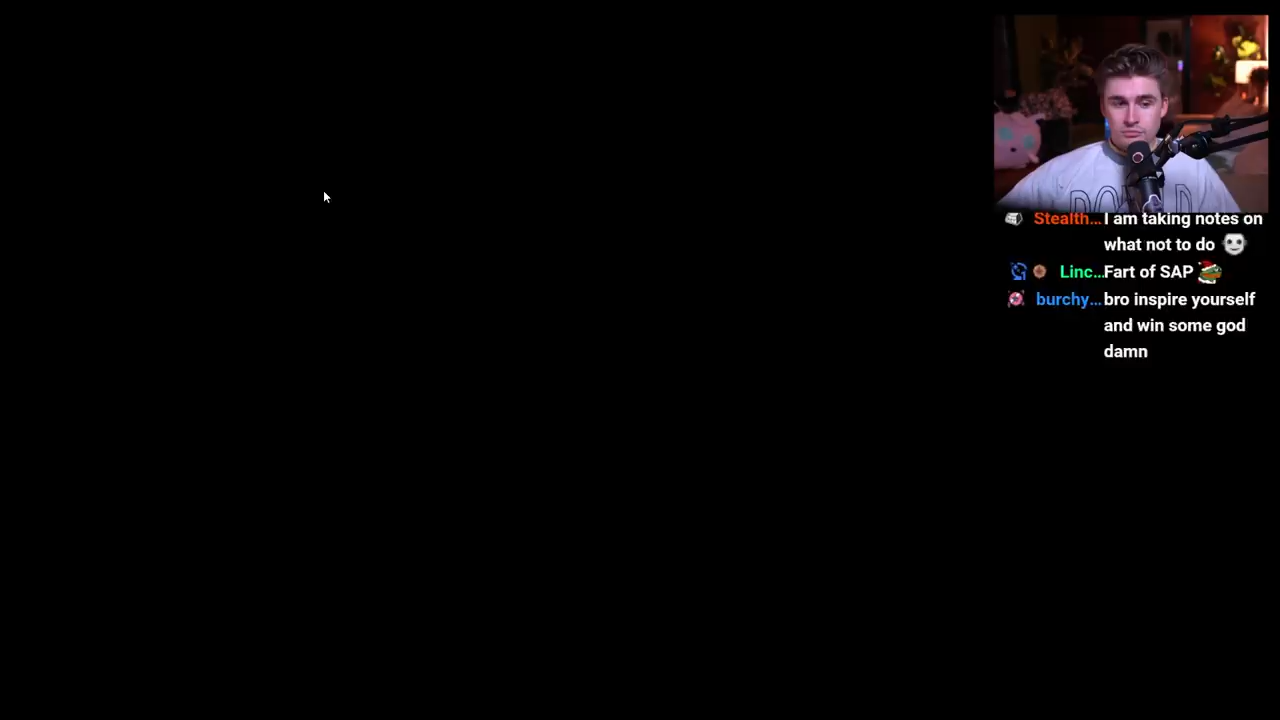 Stealth... I am taking notes on
what not to do
Linc... Fart of SAP
burchy... bro inspire yourself
and win some god
damn